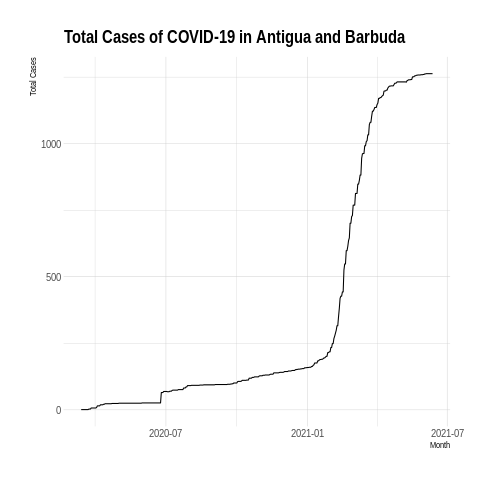 Total Cases of COVID-19 in Antigua and Barbuda
Total Cases
1000
500
0
2020-07 2021-01 2021-07
Month